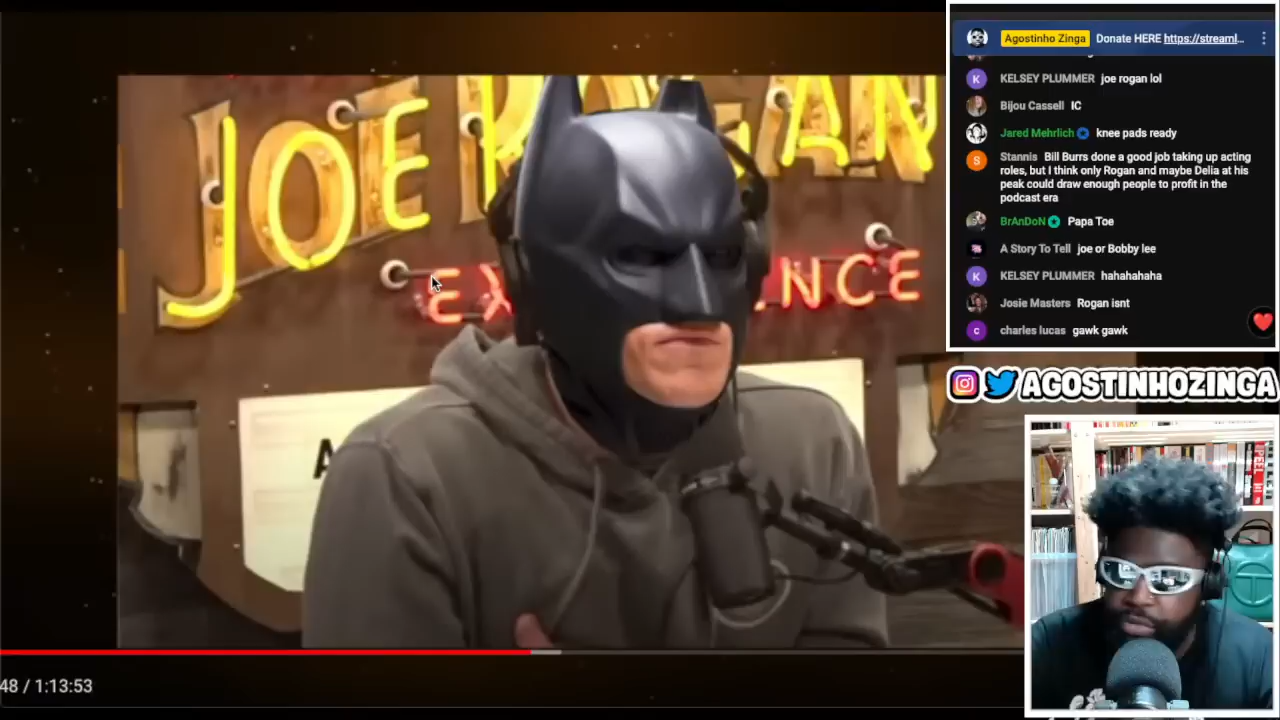 JOE ROGAN
EX NCE
A
48 / 1:13:53
Agostinho Zinga Donate HERE https://streaml...
KELSEY PLUMMER joe rogan lol
Bijou Cassell IC
Jared Mehrlich knee pads ready
Stannis Bill Burrs done a good job taking up acting
roles, but I think only Rogan and maybe Delia at his
peak could draw enough people to profit in the
podcast era
BrAnDoN Papa Toe
A Story To Tell joe or Bobby lee
KELSEY PLUMMER hahahahaha
Josie Masters Rogan isnt
charles lucas gawk gawk
AGOSTINHOZINGA